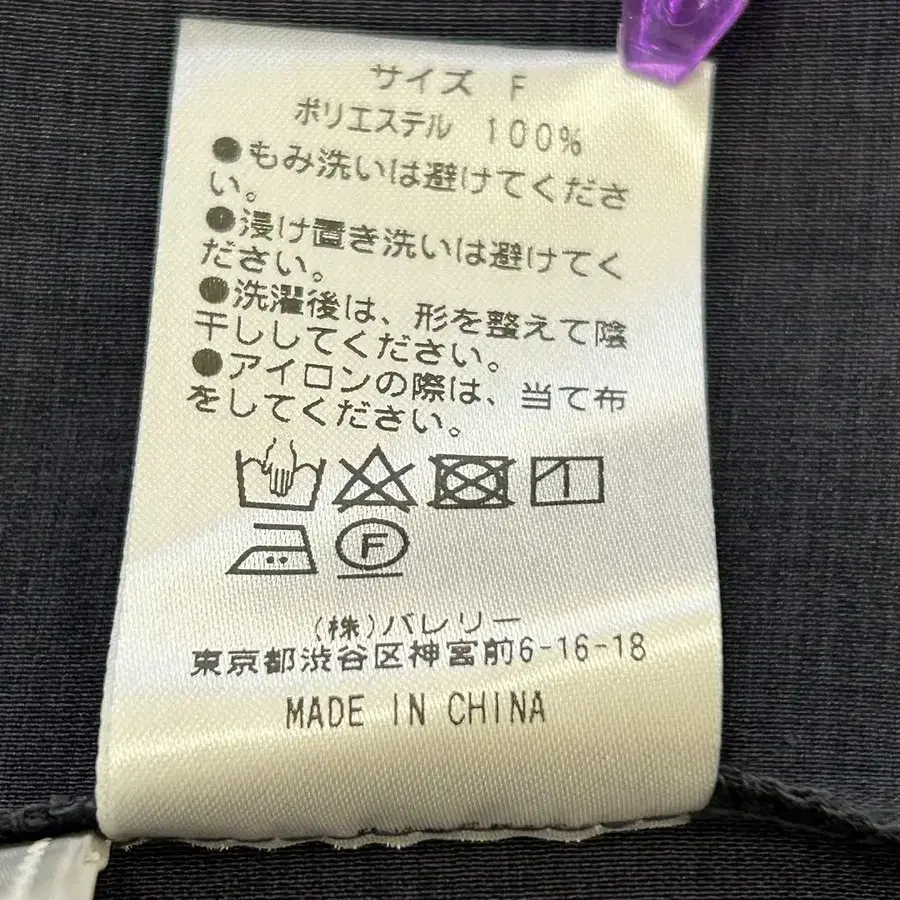 サイズ F
ポリエステル 100%
●もみ洗いは避けてくださ
い。
●浸け置き洗いは避けてく
ださい。
●洗濯後は、形を整えて陰
干ししてください。
●アイロンの際は、当て布
をしてください。
F
(株)バレリー
東京都渋谷区神宮前6-16-18
MADE IN CHINA